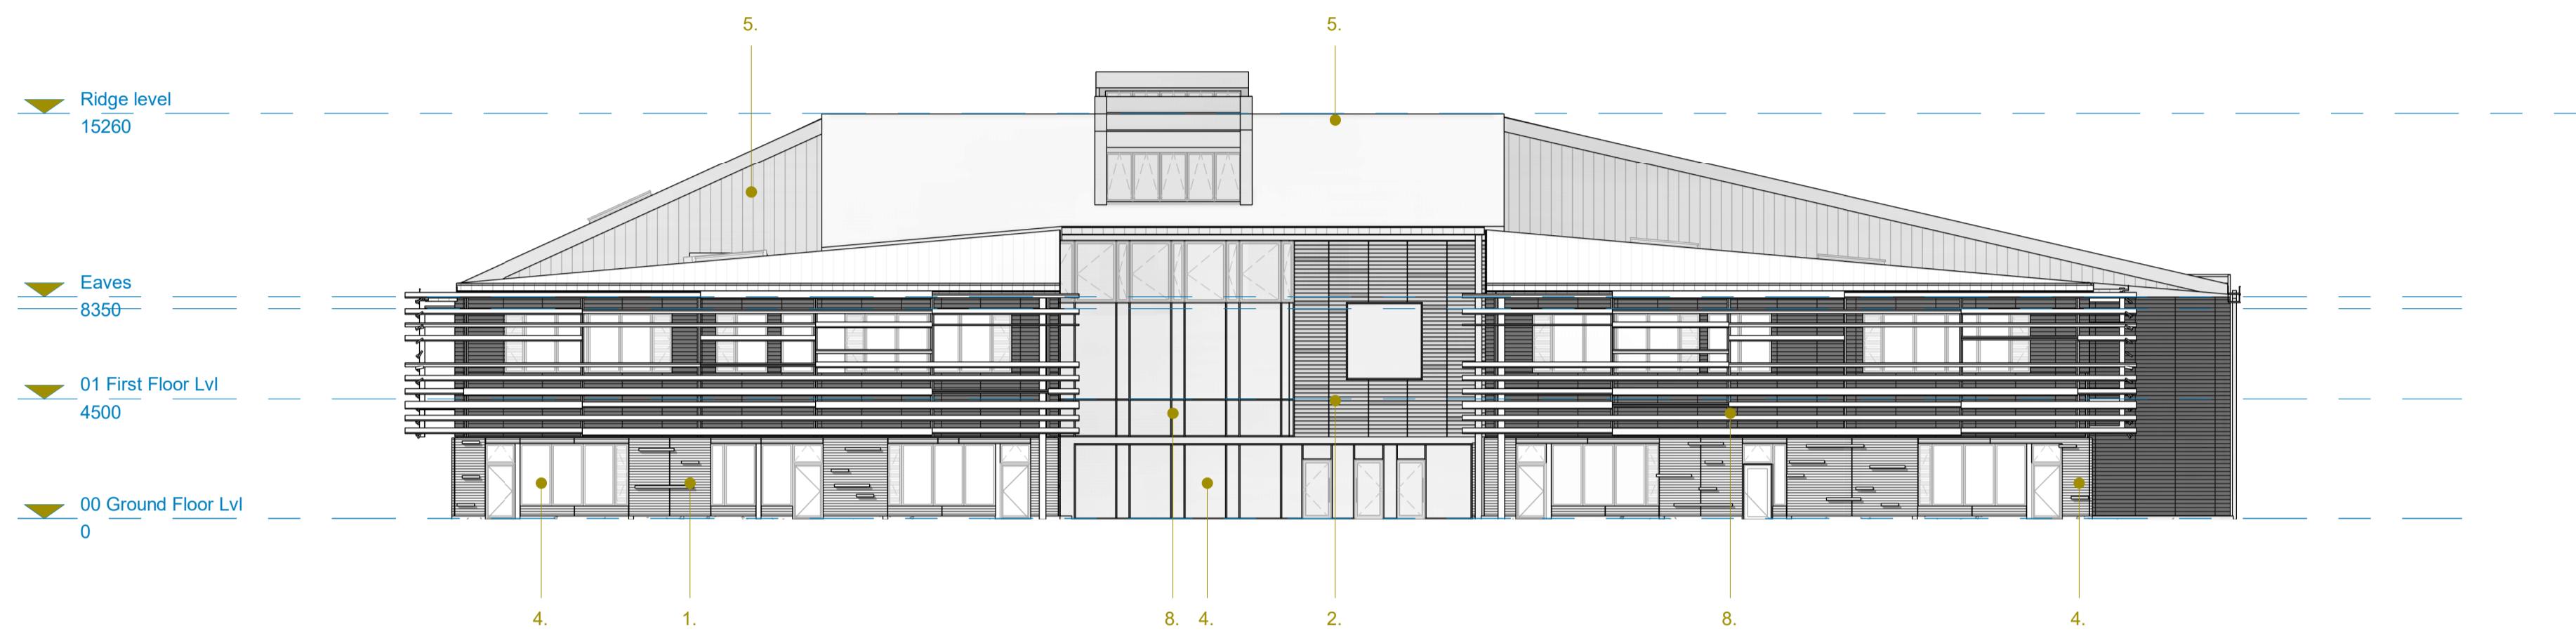 5. 5.
Ridge level
15260
Eaves
8350
01 First Floor Lvl
4500
00 Ground Floor Lvl
0
4. 1. 8. 4. 2. 8. 4.